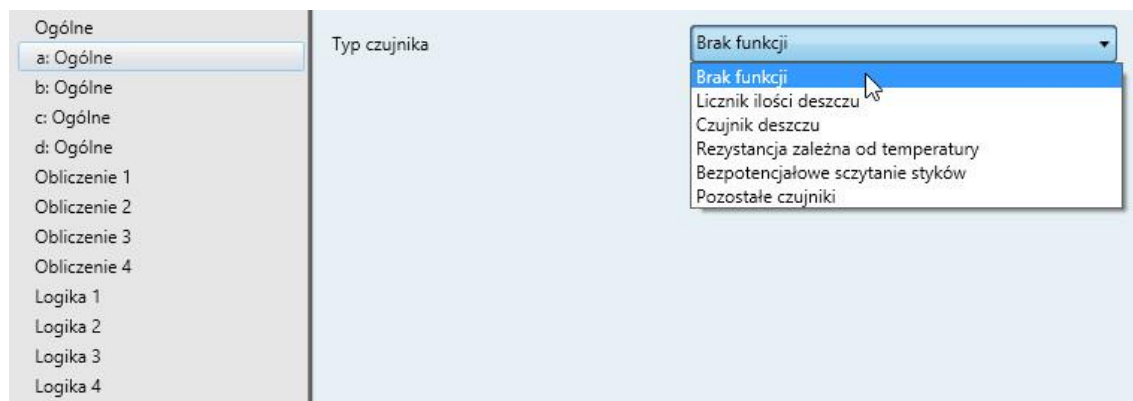 Ogólne
a: Ogólne
b: Ogólne
c: Ogólne
d: Ogólne
Obliczenie 1
Obliczenie 2
Obliczenie 3
Obliczenie 4
Logika 1
Logika 2
Logika 3
Logika 4
Typ czujnika
Brak funkcji
Brak funkcji
Licznik ilości deszczu
Czujnik deszczu
Rezystancja zależna od temperatury
Bezpotencjałowe sczytanie styków
Pozostałe czujniki